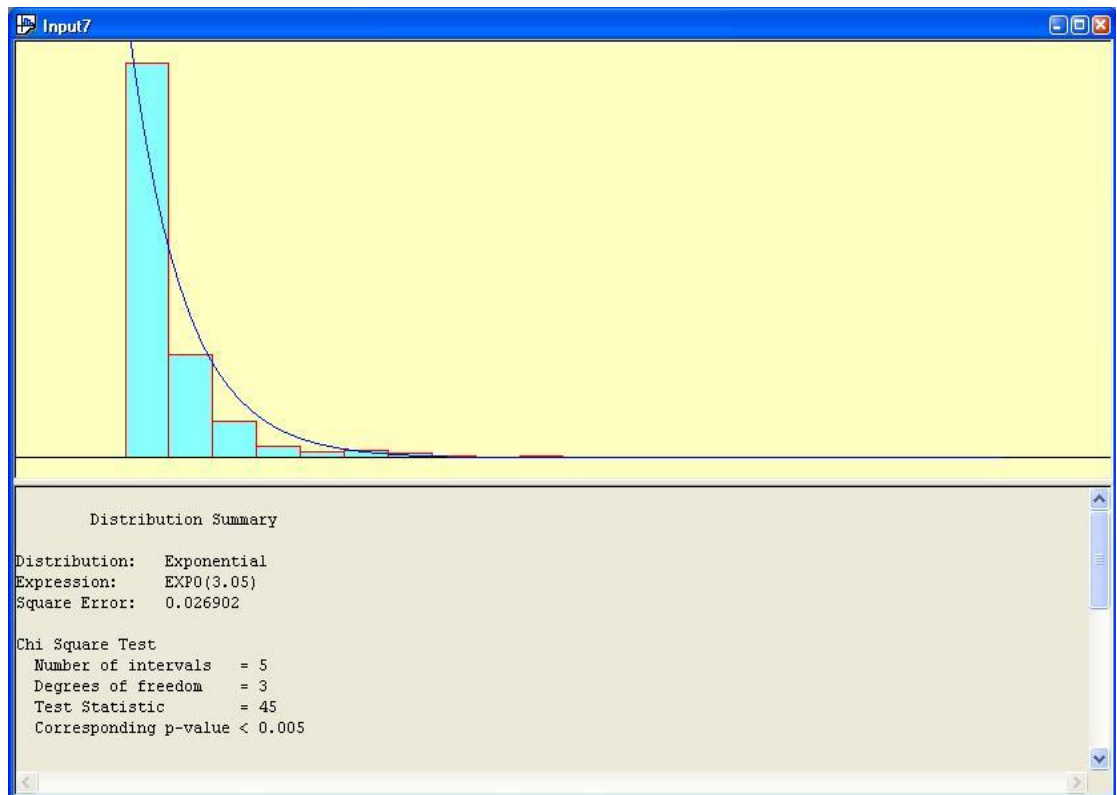 Input7
Distribution Summary
Distribution: Exponential
Expression: EXPO(3.05)
Square Error: 0.026902
Chi Square Test
Number of intervals = 5
Degrees of freedom = 3
Test Statistic = 45
Corresponding p-value < 0.005